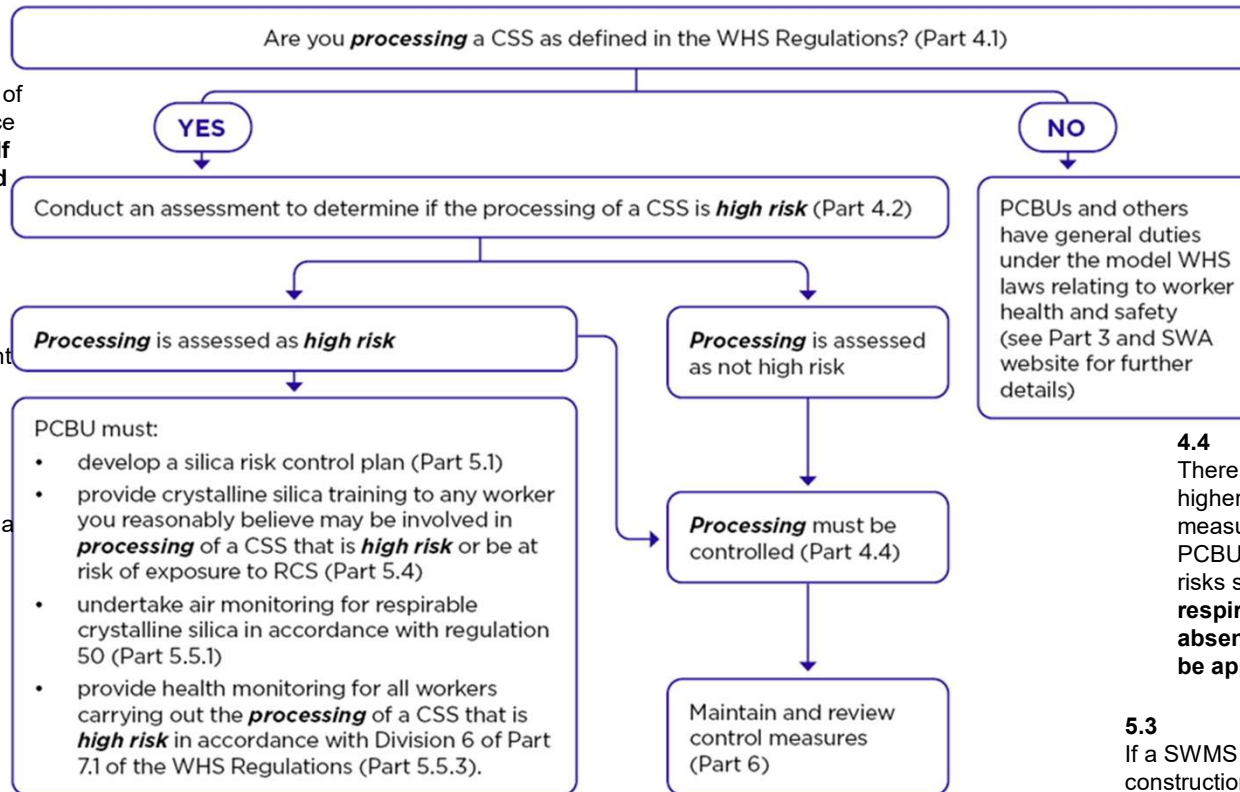 Are you processing a CSS as defined in the WHS Regulations? (Part 4.1)
of
ce
If
d
YES
NO
Conduct an assessment to determine if the processing of a CSS is high risk (Part 4.2)
PCBUs and others
have general duties
under the model WHS
laws relating to worker
health and safety
(see Part 3 and SWA
website for further
details)
Processing is assessed as high risk
nt
Processing is assessed
as not high risk
PCBU must:
• develop a silica risk control plan (Part 5.1)
• provide crystalline silica training to any worker
you reasonably believe may be involved in
processing of a CSS that is high risk or be at
risk of exposure to RCS (Part 5.4)
• undertake air monitoring for respirable
crystalline silica in accordance with regulation
50 (Part 5.5.1)
• provide health monitoring for all workers
carrying out the processing of a CSS that is
high risk in accordance with Division 6 of Part
7.1 of the WHS Regulations (Part 5.5.3).
a
Processing must be
controlled (Part 4.4)
Maintain and review
control measures
(Part 6)
4.4
There
higher
measu
PCBU
risks s
respir
absen
be app
5.3
If a SWMS
construction